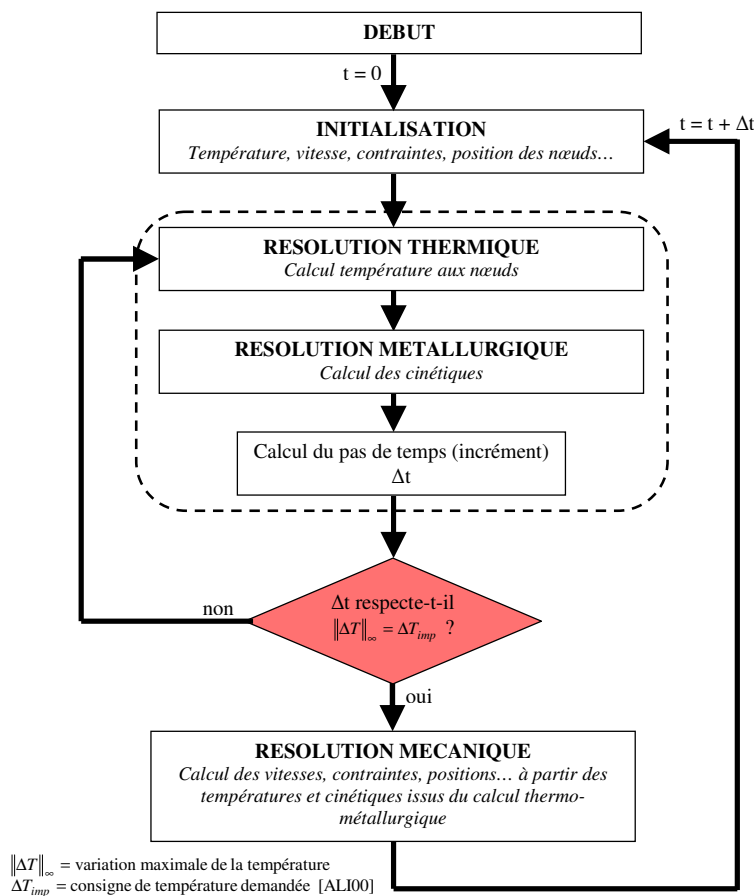 DEBUT
t = 0
INITIALISATION
Température, vitesse, contraintes, position des nœuds…
t = t + Δt
RESOLUTION THERMIQUE
Calcul température aux nœuds
RESOLUTION METALLURGIQUE
Calcul des cinétiques
Calcul du pas de temps (incrément)
Δt
non
Δt respecte-t-il
‖ΔT‖∞ = ΔTimp ?
oui
RESOLUTION MECANIQUE
Calcul des vitesses, contraintes, positions… à partir des
températures et cinétiques issus du calcul thermo-
métallurgique
‖ΔT‖∞ = variation maximale de la température
ΔTimp = consigne de température demandée [ALI00]